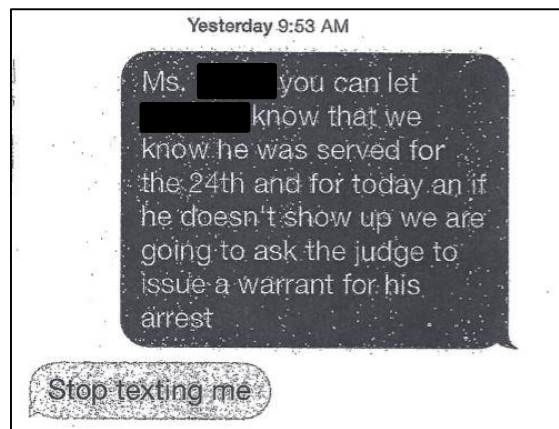 Yesterday 9:53 AM
Ms. you can let
know that we
know he was served for
the 24th and for today an if
he doesn't show up we are
going to ask the judge to
issue a warrant for his
arrest
Stop texting me